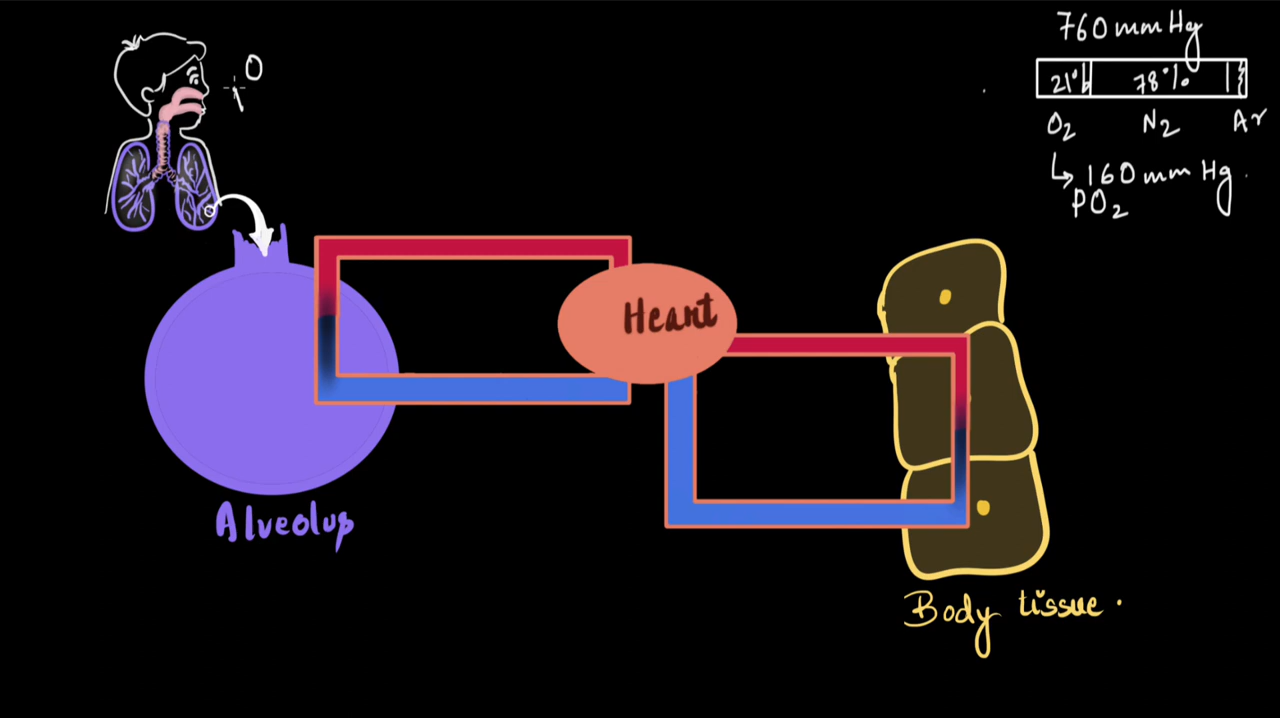 760 mm Hg
21% 78%
O2 N2 Ar
↳ 160 mm Hg.
PO2
O
Heart
Alveolus
Body tissue.